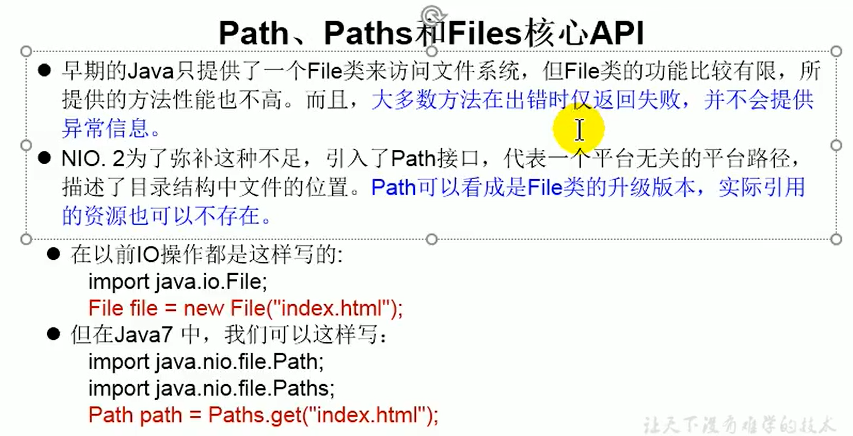 Path、Paths和Files核心API
● 早期的Java只提供了一个File类来访问文件系统，但File类的功能比较有限，所
提供的方法性能也不高。而且，大多数方法在出错时仅返回失败，并不会提供
异常信息。
● NIO. 2为了弥补这种不足，引入了Path接口，代表一个平台无关的平台路径，
描述了目录结构中文件的位置。Path可以看成是File类的升级版本，实际引用
的资源也可以不存在。
● 在以前IO操作都是这样写的:
import java.io.File;
File file = new File("index.html");
● 但在Java7 中，我们可以这样写：
import java.nio.file.Path;
import java.nio.file.Paths;
Path path = Paths.get("index.html");
让天下没有难学的技术